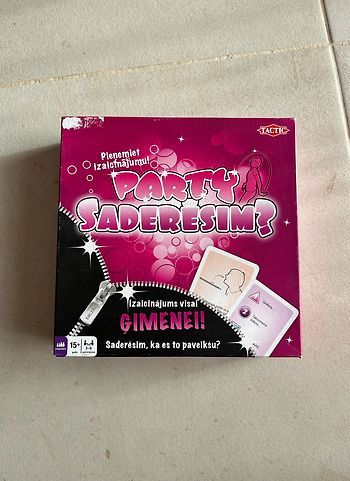 TACTIC
Pieņemiet
izaicinājumu!
PARTY
SADERĒSIM?
Izaicinājums visai
ĢIMENEI!
Saderēsim, ka es to paveikšu?
15+